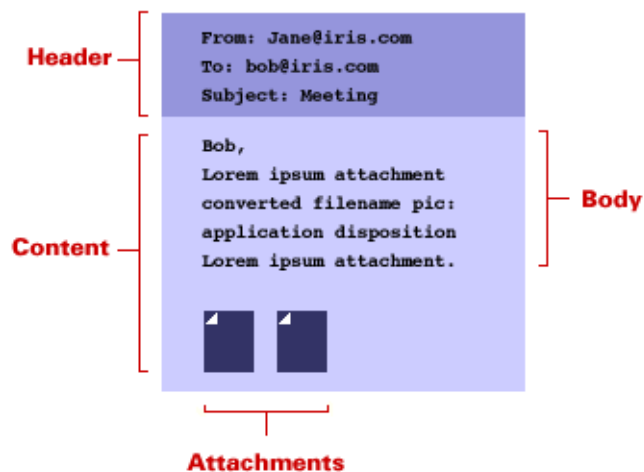 Header
From: Jane@iris.com
To: bob@iris.com
Subject: Meeting
Content
Bob,
Lorem ipsum attachment
converted filename pic:
application disposition
Lorem ipsum attachment.
Body
Attachments